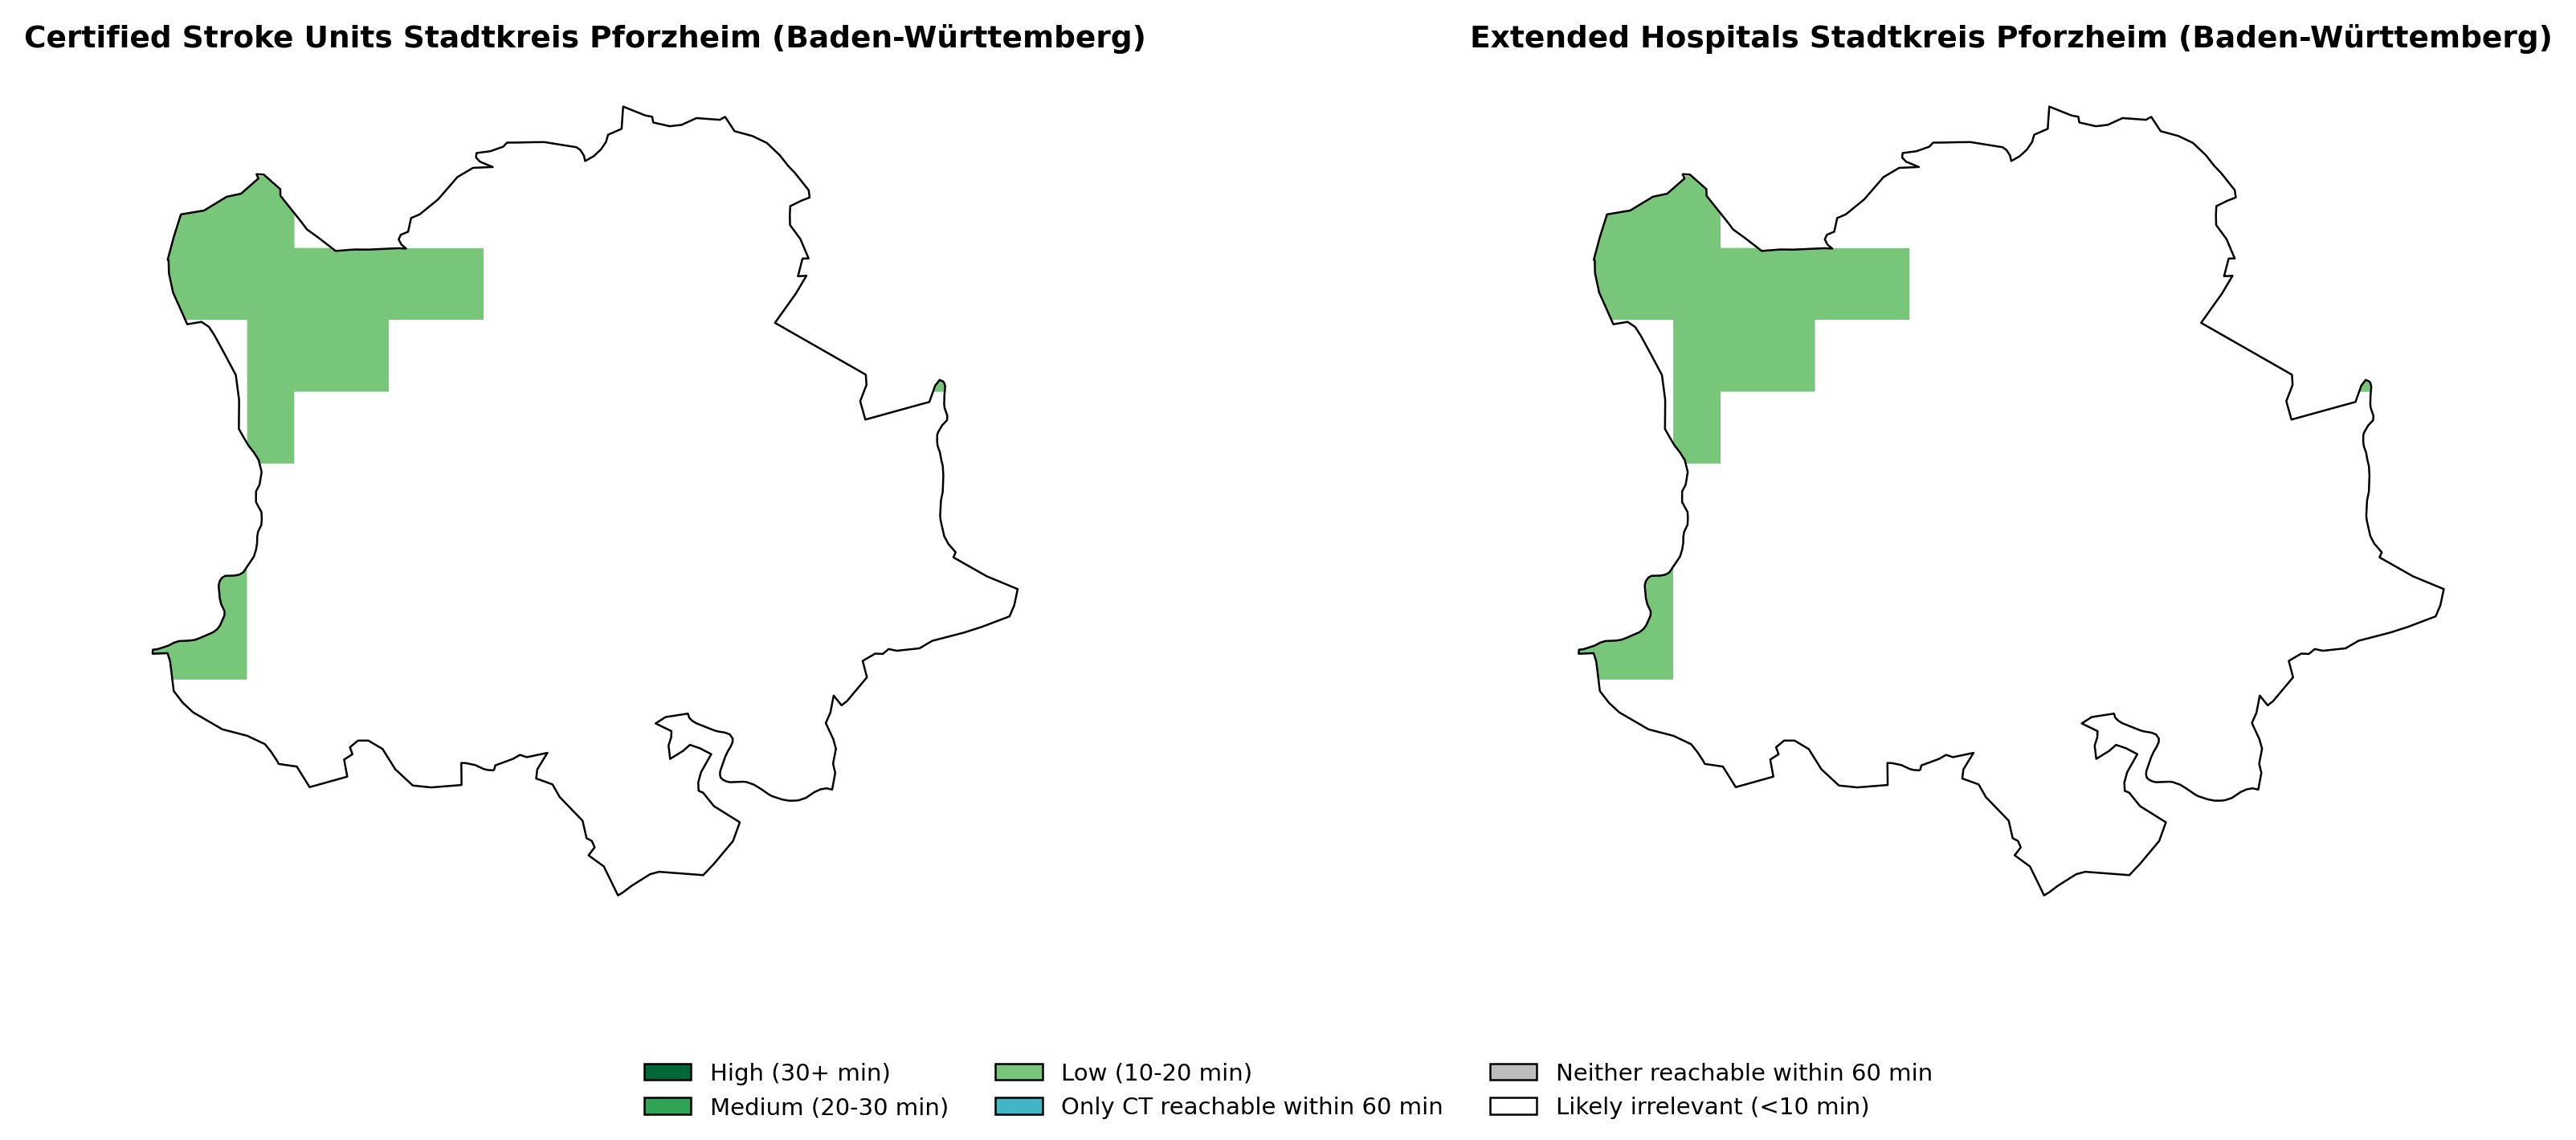 Certified Stroke Units Stadtkreis Pforzheim (Baden-Württemberg)
Extended Hospitals Stadtkreis Pforzheim (Baden-Württemberg)
High (30+ min)
Medium (20-30 min)
Low (10-20 min)
Only CT reachable within 60 min
Neither reachable within 60 min
Likely irrelevant (<10 min)